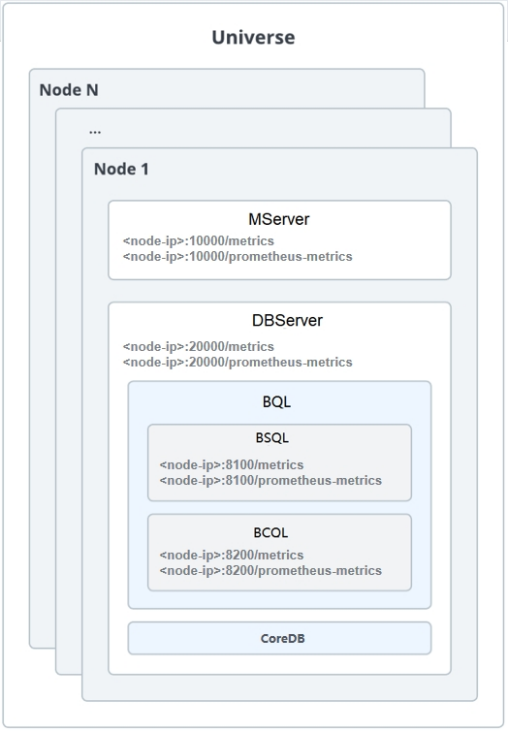 Universe
Node N
...
Node 1
MServer
<node-ip>:10000/metrics
<node-ip>:10000/prometheus-metrics
DBServer
<node-ip>:20000/metrics
<node-ip>:20000/prometheus-metrics
BQL
BSQL
<node-ip>:8100/metrics
<node-ip>:8100/prometheus-metrics
BCQL
<node-ip>:8200/metrics
<node-ip>:8200/prometheus-metrics
CoreDB